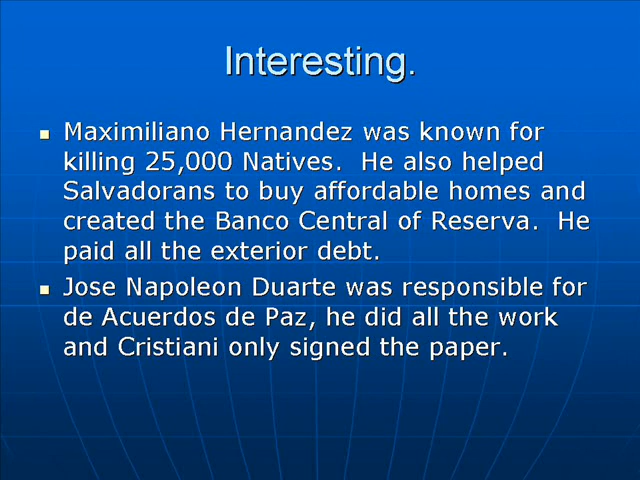 Interesting.
Maximiliano Hernandez was known for
killing 25,000 Natives.  He also helped
Salvadorans to buy affordable homes and
created the Banco Central of Reserva.  He
paid all the exterior debt.
Jose Napoleon Duarte was responsible for
de Acuerdos de Paz, he did all the work
and Cristiani only signed the paper.